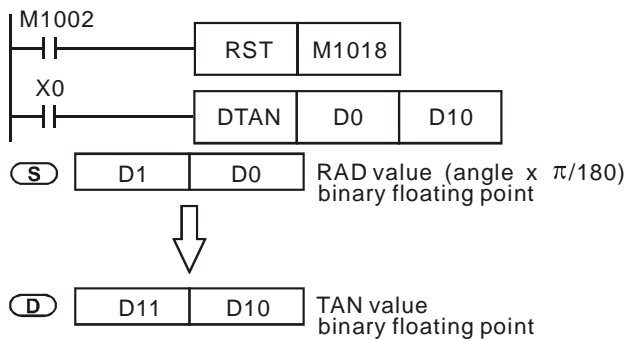 M1002
RST M1018
X0
DTAN D0 D10
S D1 D0 RAD value (angle x π/180)
binary floating point
D D11 D10 TAN value
binary floating point